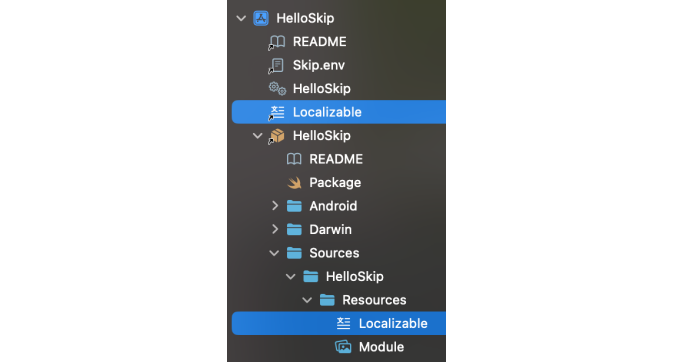 HelloSkip
README
Skip.env
HelloSkip
Localizable
HelloSkip
README
Package
Android
Darwin
Sources
HelloSkip
Resources
Localizable
Module